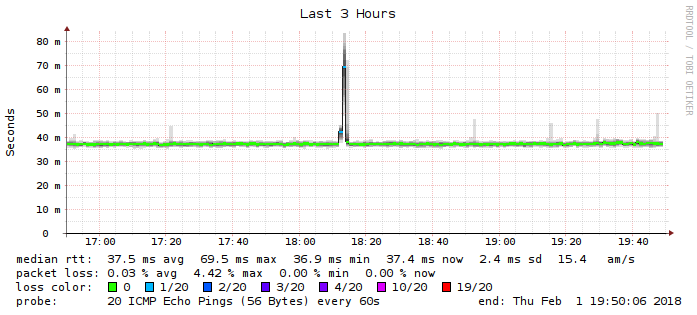 Last 3 Hours
RRDTOOL / TOBI OETIKER
Seconds
80 m
70 m
60 m
50 m
40 m
30 m
20 m
10 m
0
17:00 17:20 17:40 18:00 18:20 18:40 19:00 19:20 19:40
median rtt: 37.5 ms avg 69.5 ms max 36.9 ms min 37.4 ms now 2.4 ms sd 15.4 am/s
packet loss: 0.03 % avg 4.42 % max 0.00 % min 0.00 % now
loss color: 0 1/20 2/20 3/20 4/20 10/20 19/20
probe: 20 ICMP Echo Pings (56 Bytes) every 60s end: Thu Feb 1 19:50:06 2018